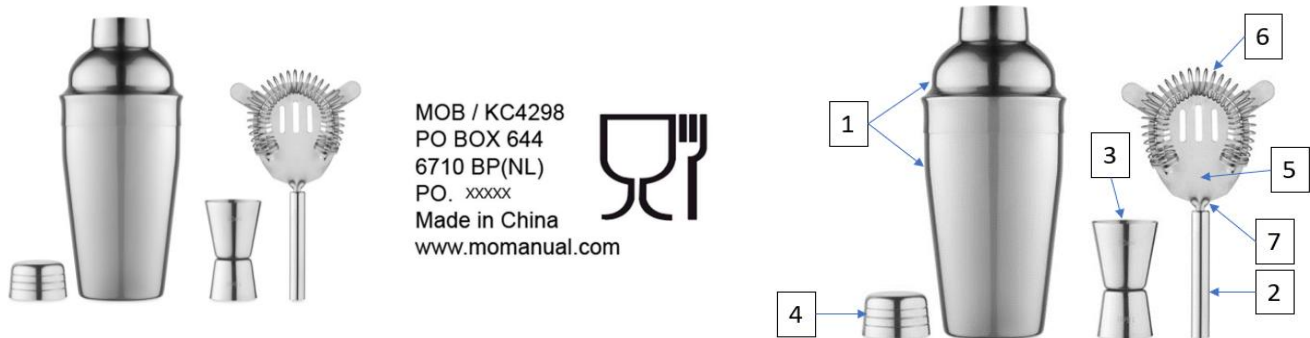 MOB / KC4298
PO BOX 644
6710 BP(NL)
PO. xxxxx
Made in China
www.momanual.com
1
2
3
4
5
6
7